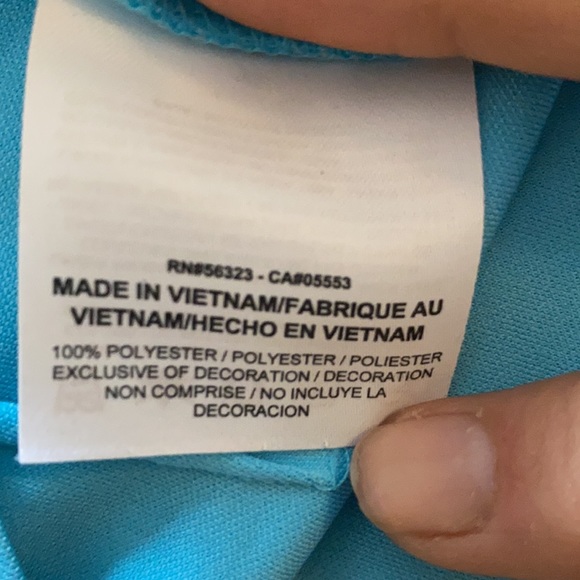 RN#56323 - CA#05553
MADE IN VIETNAM/FABRIQUE AU
VIETNAM/HECHO EN VIETNAM
100% POLYESTER / POLYESTER / POLIESTER
EXCLUSIVE OF DECORATION / DECORATION
NON COMPRISE / NO INCLUYE LA
DECORACION